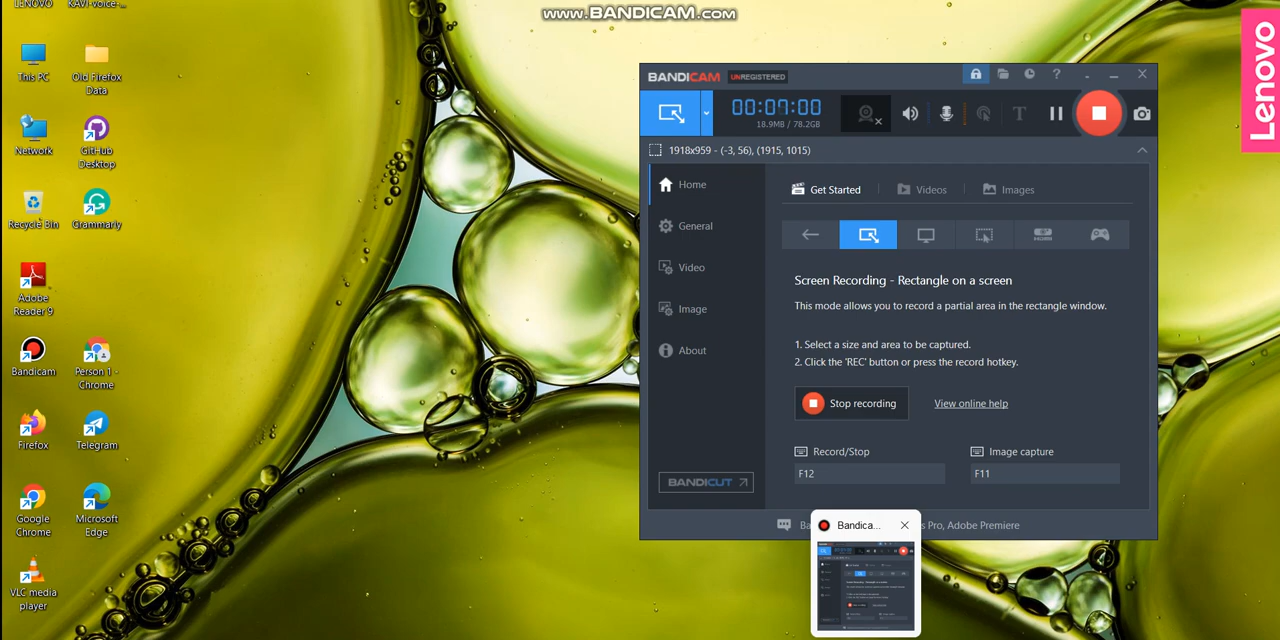 LENOVO
KAVI-voice-...
This PC
Old Firefox
Data
Network
GitHub
Desktop
Recycle Bin
Grammarly
Adobe
Reader 9
Bandicam
Person 1 -
Chrome
Firefox
Telegram
Google
Chrome
Microsoft
Edge
VLC media
player
www.BANDICAM.com
Lenovo
BANDICAM UNREGISTERED
00:07:00
18.9MB / 78.2GB
1918x959 - (-3, 56), (1915, 1015)
Home
General
Video
Image
About
BANDICUT
Get Started
Videos
Images
Screen Recording - Rectangle on a screen
This mode allows you to record a partial area in the rectangle window.
1. Select a size and area to be captured.
2. Click the 'REC' button or press the record hotkey.
Stop recording
View online help
Record/Stop
F12
Image capture
F11
Ba
s Pro, Adobe Premiere
Bandica...